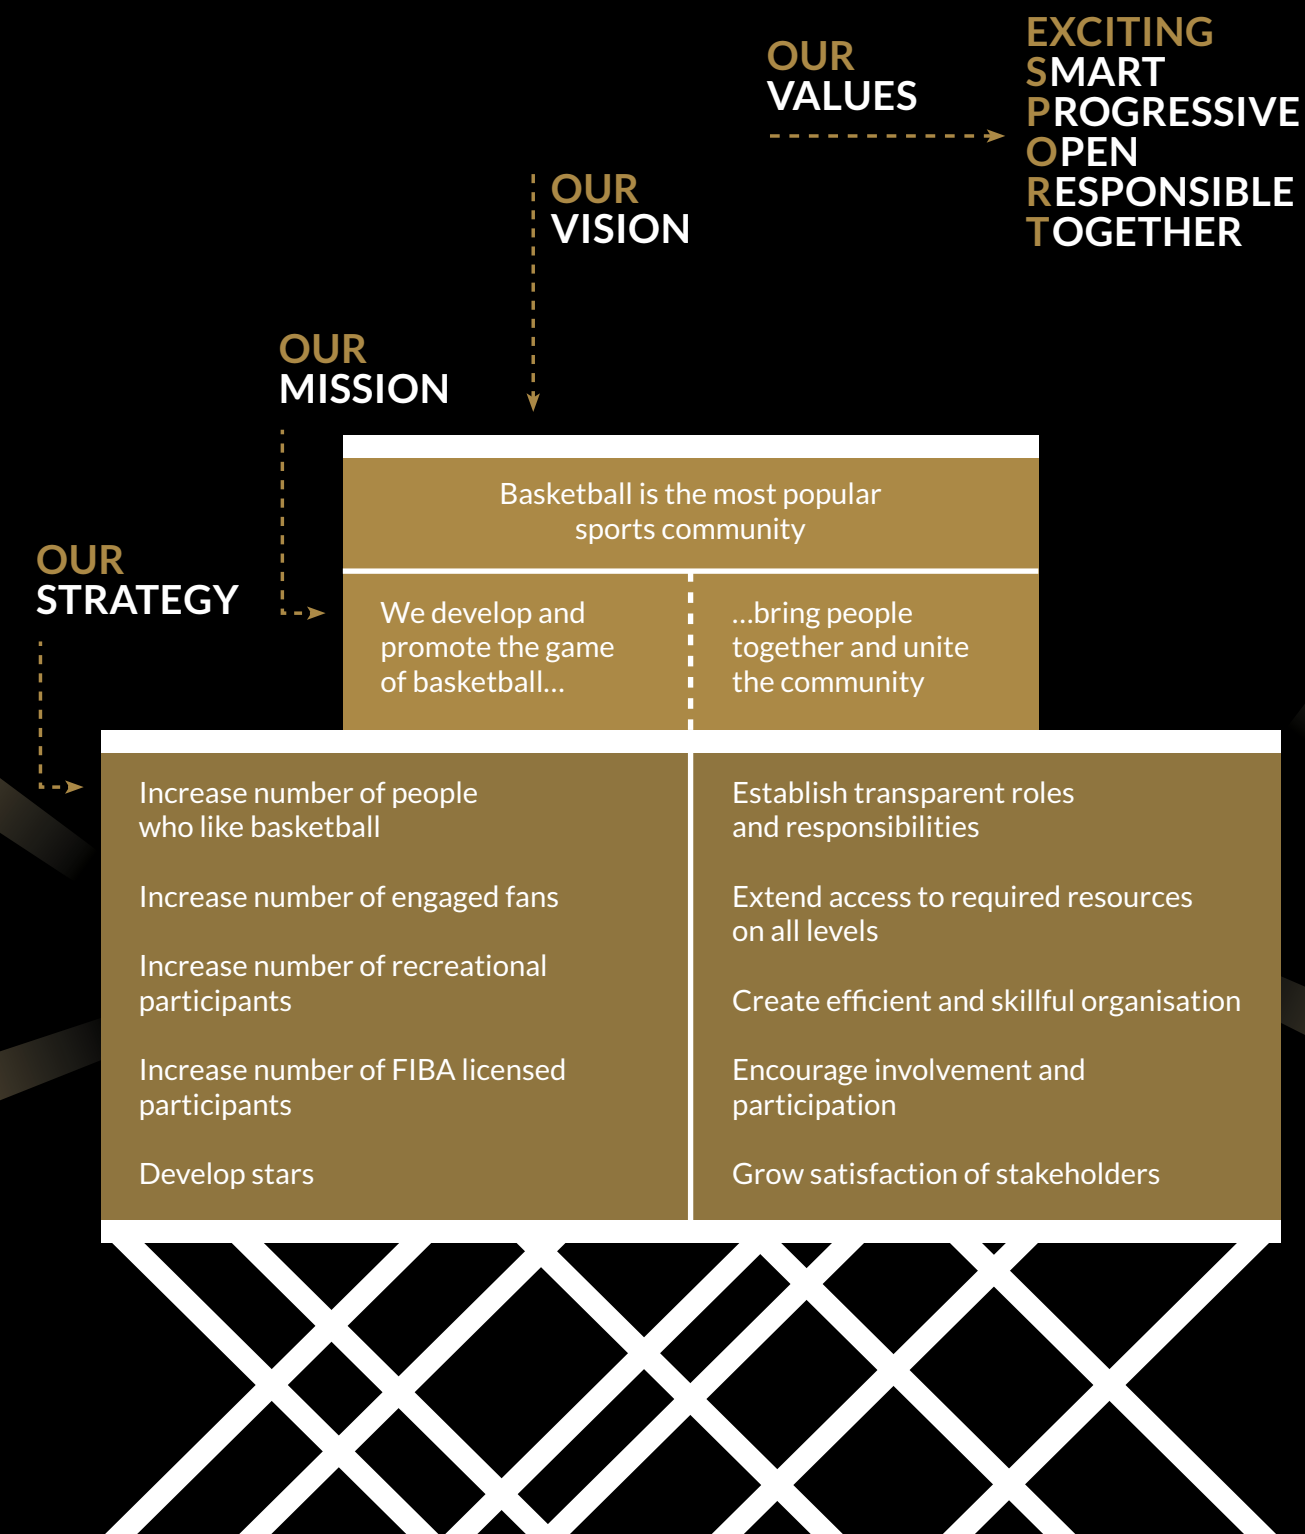 OUR
VALUES
EXCITING
SMART
PROGRESSIVE
OPEN
RESPONSIBLE
TOGETHER
OUR
VISION
OUR
MISSION
OUR
STRATEGY
Basketball is the most popular
sports community
We develop and
promote the game
of basketball…
…bring people
together and unite
the community
Increase number of people
who like basketball
Increase number of engaged fans
Increase number of recreational
participants
Increase number of FIBA licensed
participants
Develop stars
Establish transparent roles
and responsibilities
Extend access to required resources
on all levels
Create efficient and skillful organisation
Encourage involvement and
participation
Grow satisfaction of stakeholders